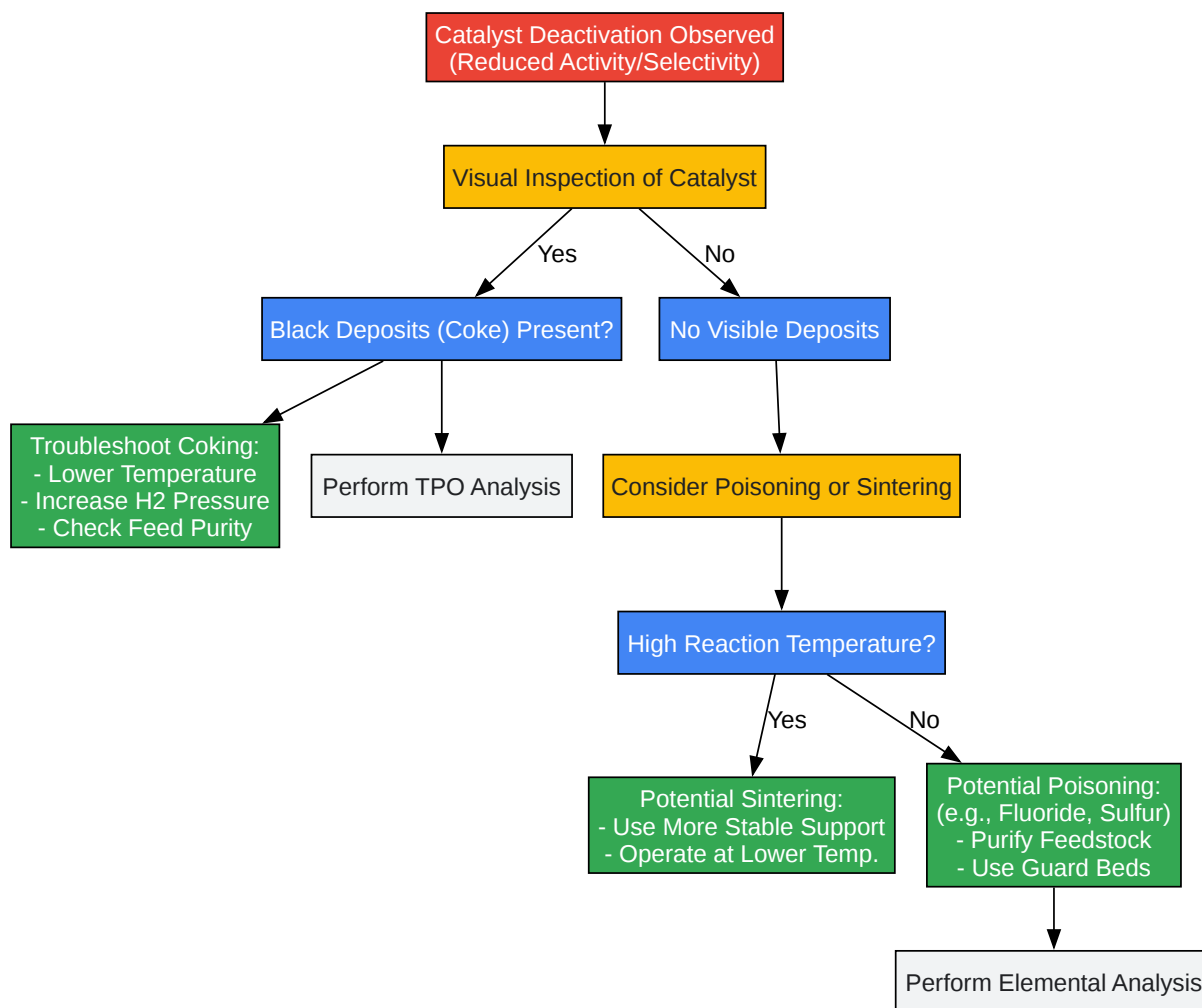 Catalyst Deactivation Observed
(Reduced Activity/Selectivity)
Visual Inspection of Catalyst
Yes
No
Black Deposits (Coke) Present?
No Visible Deposits
Troubleshoot Coking:
- Lower Temperature
- Increase H2 Pressure
- Check Feed Purity
Perform TPO Analysis
Consider Poisoning or Sintering
High Reaction Temperature?
Yes
No
Potential Sintering:
- Use More Stable Support
- Operate at Lower Temp.
Potential Poisoning:
(e.g., Fluoride, Sulfur)
- Purify Feedstock
- Use Guard Beds
Perform Elemental Analysis